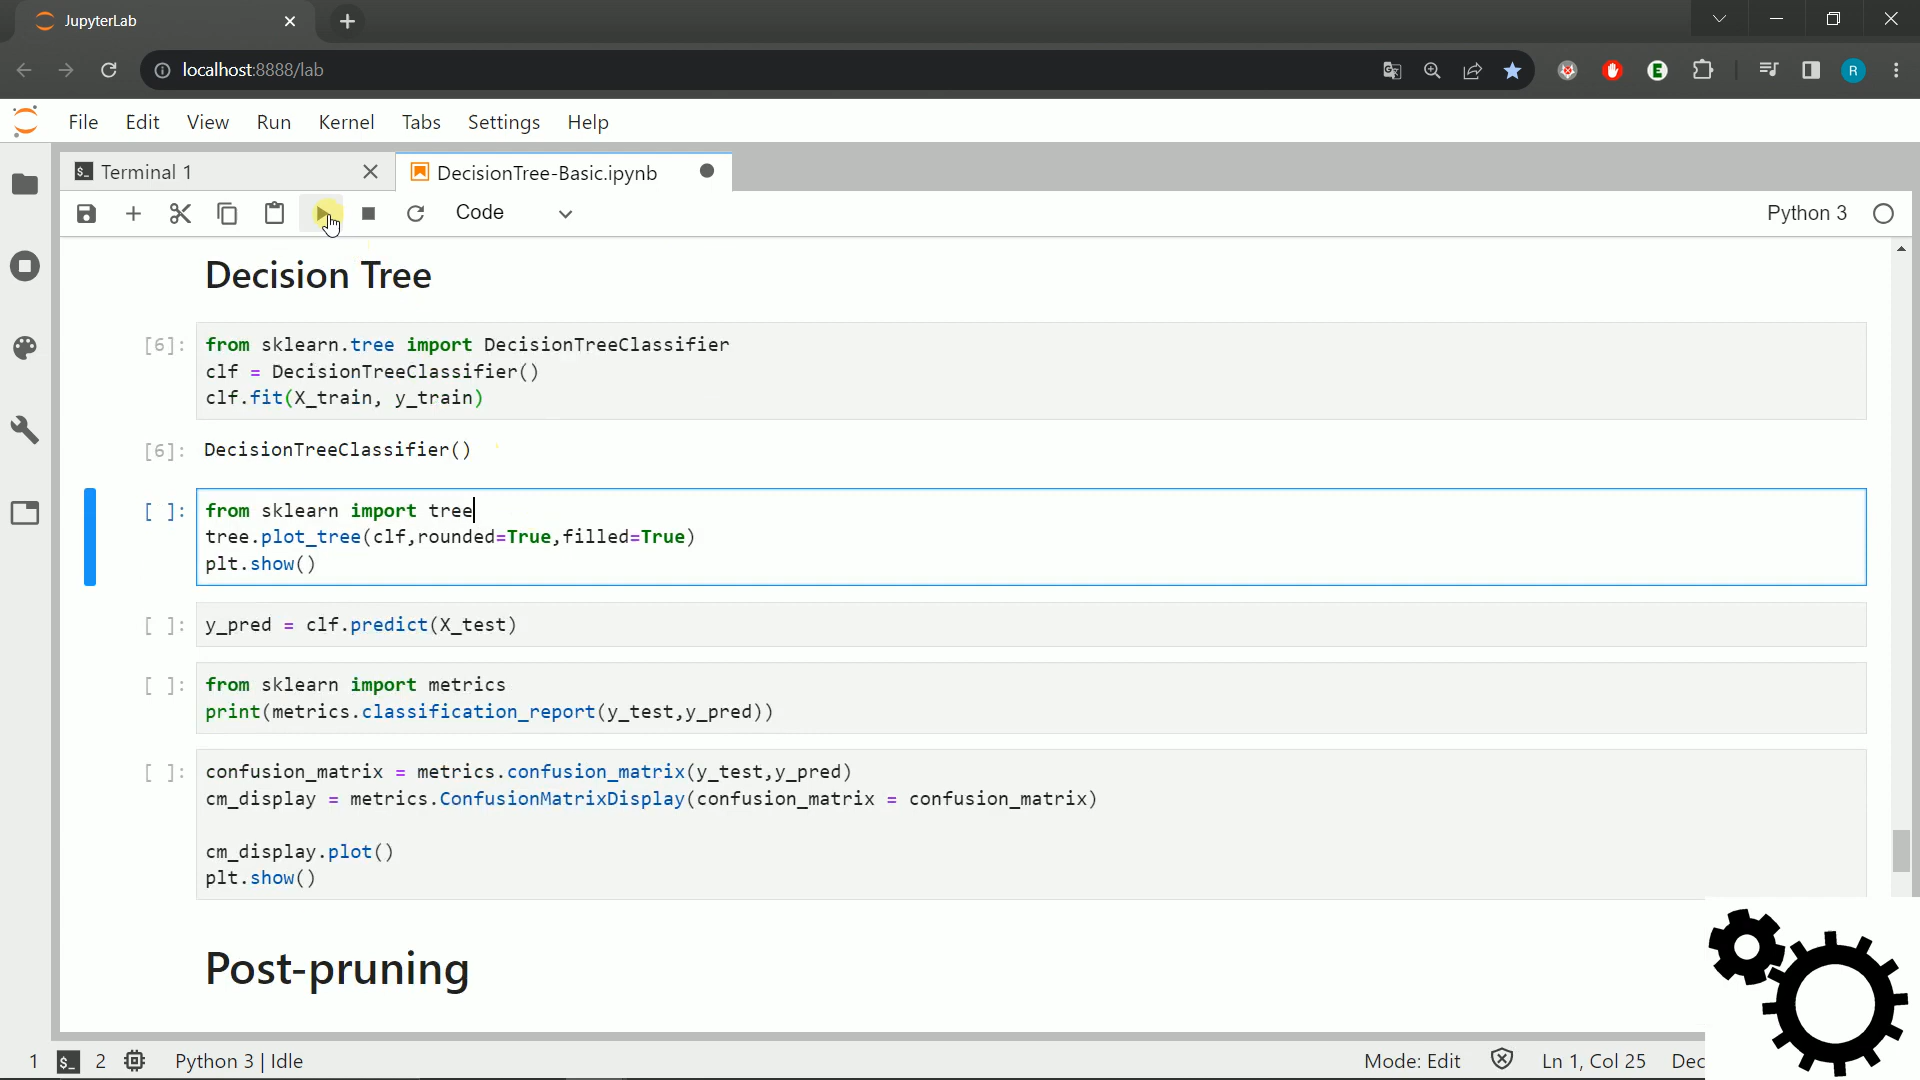 JupyterLab
localhost:8888/lab
R
File Edit View Run Kernel Tabs Settings Help
Terminal 1
DecisionTree-Basic.ipynb
Code
Python 3
Decision Tree
[6]: from sklearn.tree import DecisionTreeClassifier
clf = DecisionTreeClassifier()
clf.fit(X_train, y_train)
[6]: DecisionTreeClassifier()
[ ]: from sklearn import tree
tree.plot_tree(clf,rounded=True,filled=True)
plt.show()
[ ]: y_pred = clf.predict(X_test)
[ ]: from sklearn import metrics
print(metrics.classification_report(y_test,y_pred))
[ ]: confusion_matrix = metrics.confusion_matrix(y_test,y_pred)
cm_display = metrics.ConfusionMatrixDisplay(confusion_matrix = confusion_matrix)
cm_display.plot()
plt.show()
Post-pruning
1 $_ 2 Python 3 | Idle Mode: Edit Ln 1, Col 25 Dec